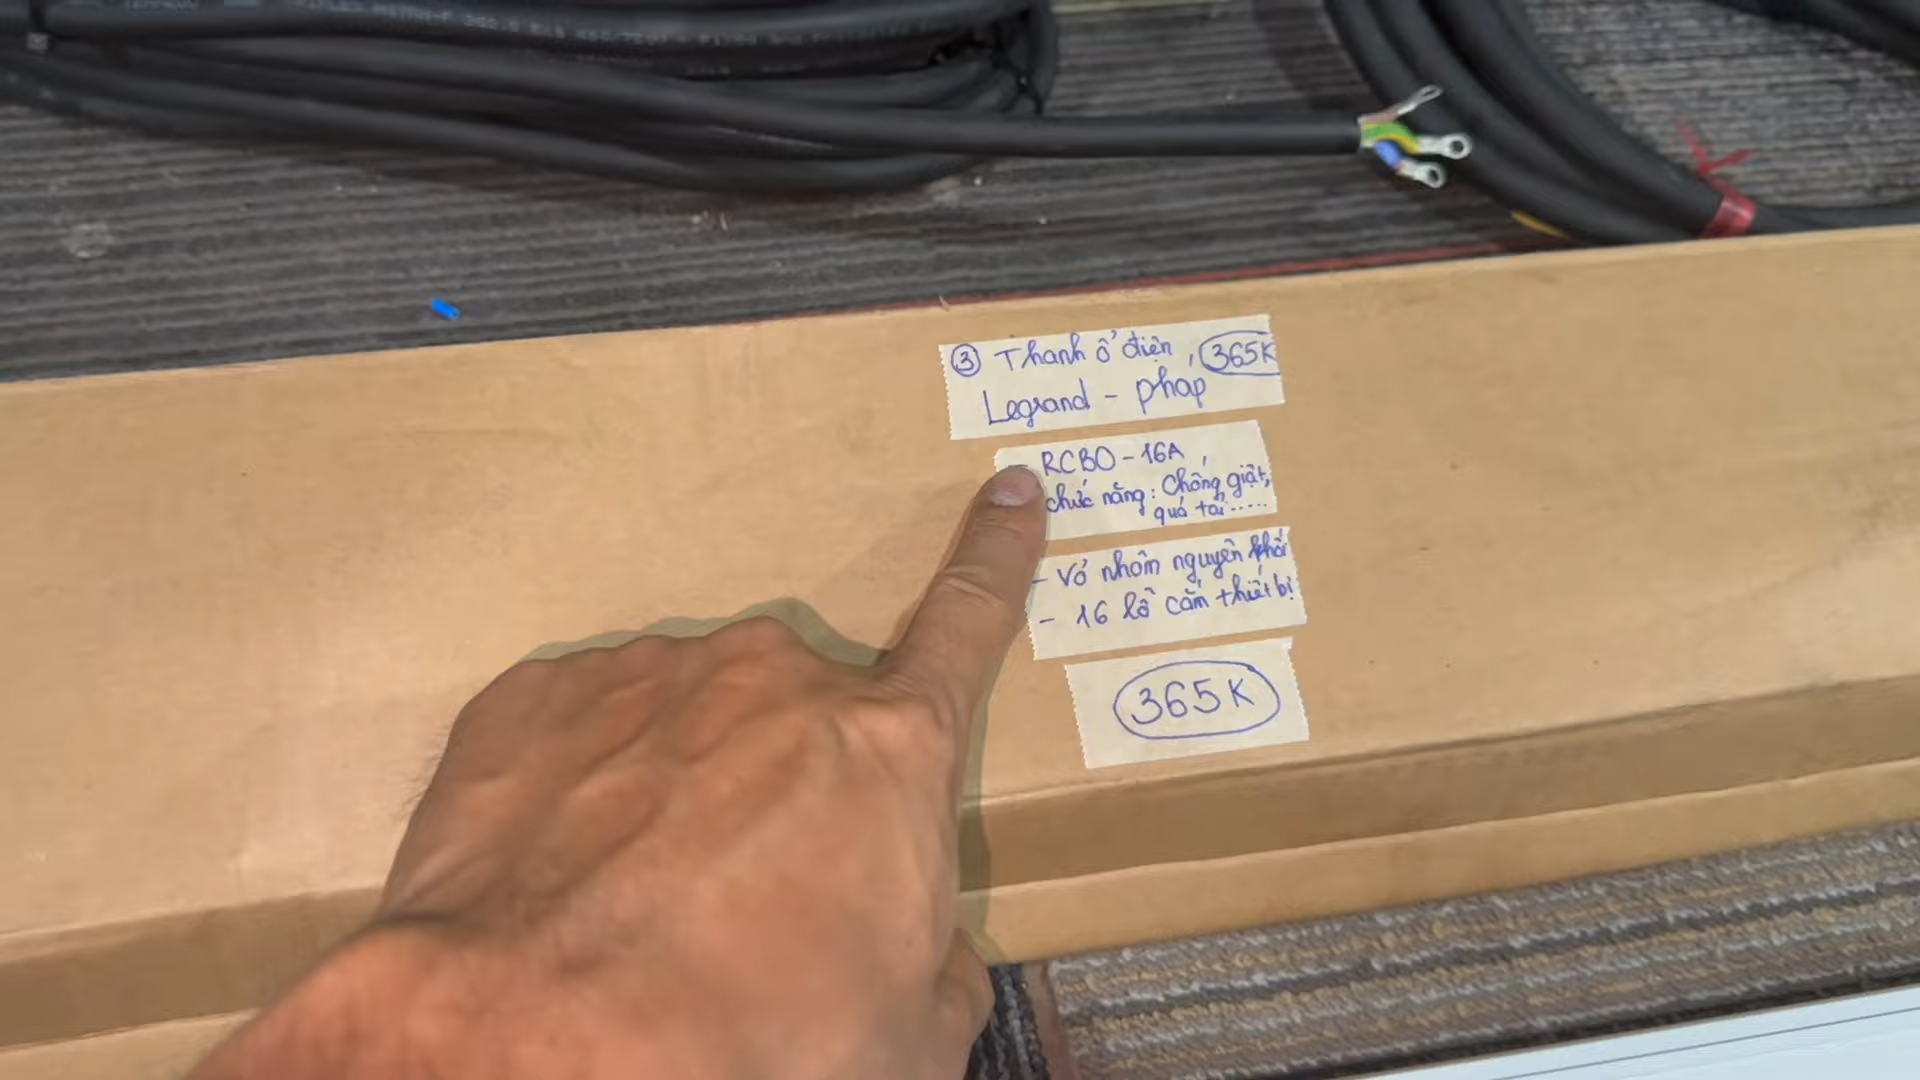 ③ Thanh ổ điện, 365K
Legrand - phap
- RCBO - 16A,
chức năng: Chống giật,
quá tải.....
- Vỏ nhôm nguyên khối
- 16 lỗ cắm thiết bị
365K